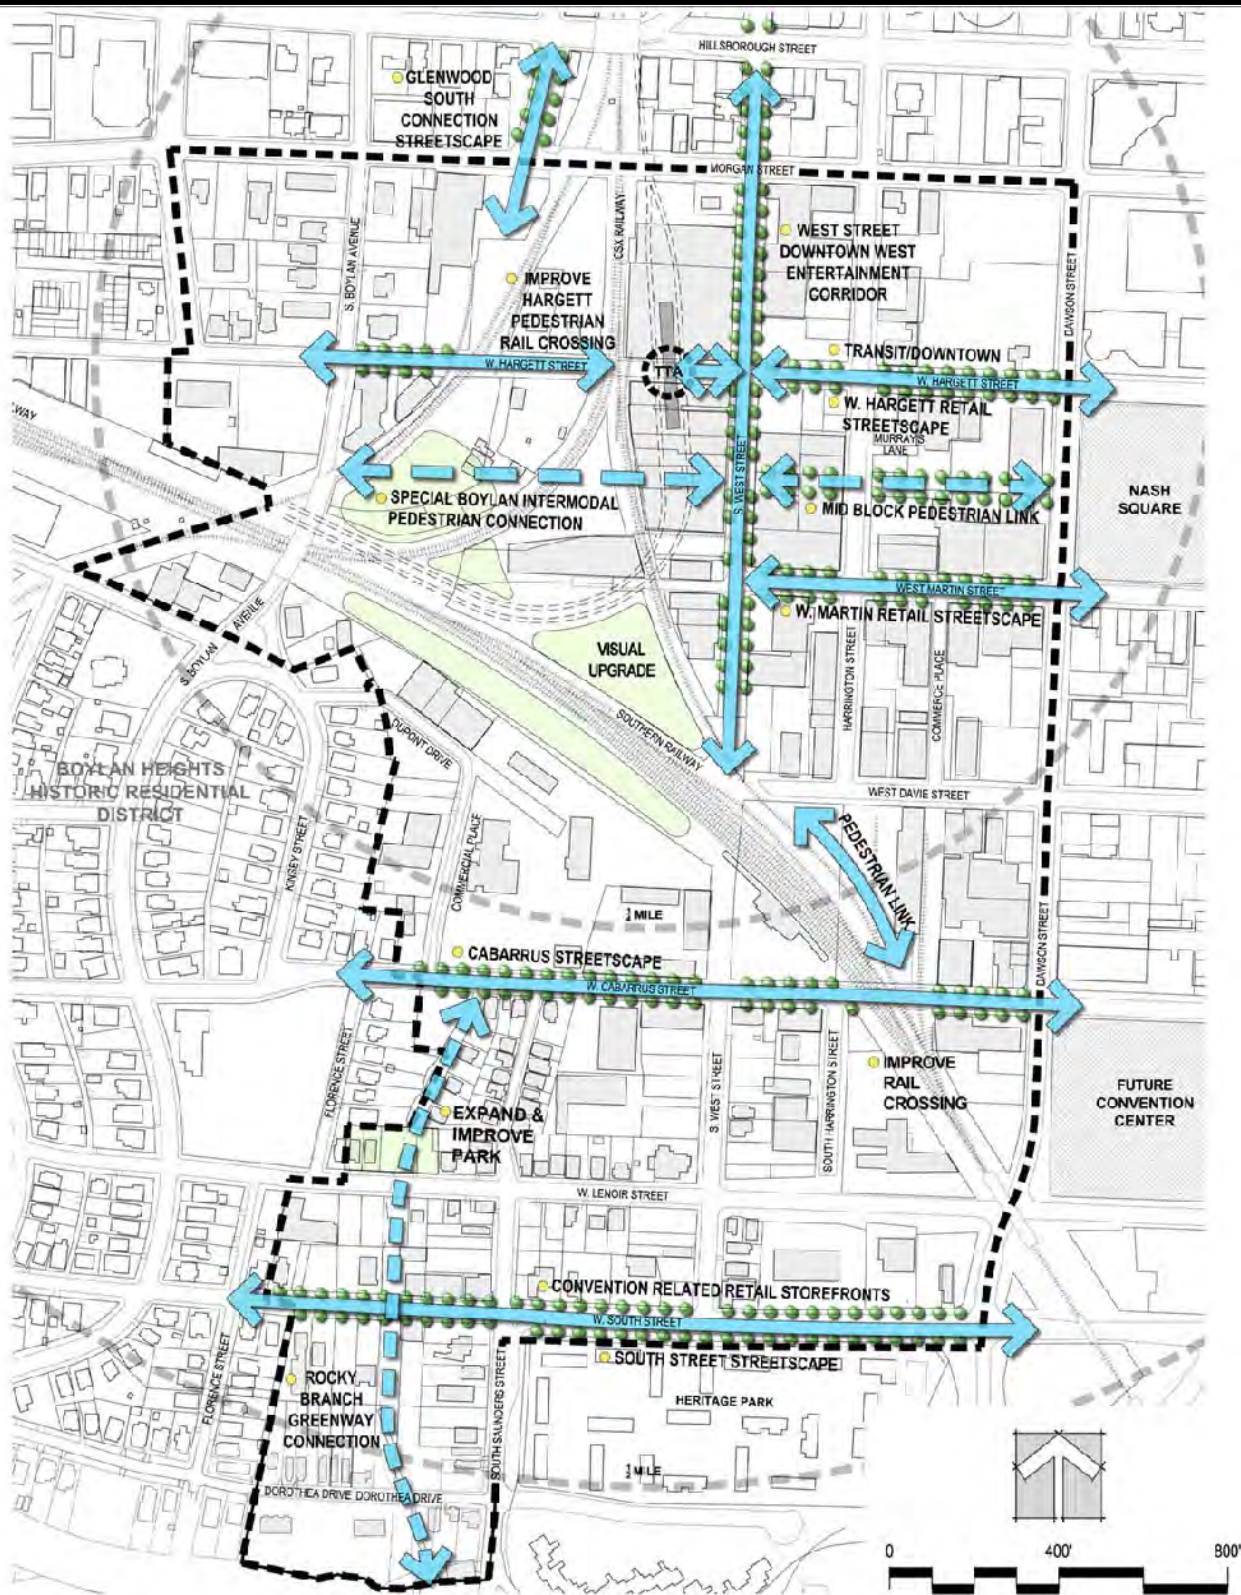 HILLSBOROUGH STREET
GLENWOOD
SOUTH
CONNECTION
STREETSCAPE
MORGAN STREET
S. BOYLAN AVENUE
CSX RAILWAY
WEST STREET
DOWNTOWN WEST
ENTERTAINMENT
CORRIDOR
DAWSON STREET
IMPROVE
HARGETT
PEDESTRIAN
RAIL CROSSING
W. HARGETT STREET
TTA
TRANSIT/DOWNTOWN
W. HARGETT STREET
W. HARGETT RETAIL
STREETSCAPE
MURRAY'S
LANE
S. WEST STREET
SPECIAL BOYLAN INTERMODAL
PEDESTRIAN CONNECTION
MID BLOCK PEDESTRIAN LINK
NASH
SQUARE
WEST MARTIN STREET
W. MARTIN RETAIL STREETSCAPE
S. BOYLAN
AVENUE
VISUAL
UPGRADE
HARRINGTON STREET
COMMERCE PLACE
SOUTHERN RAILWAY
DUPONT DRIVE
BOYLAN HEIGHTS
HISTORIC RESIDENTIAL
DISTRICT
WEST DAVIE STREET
PEDESTRIAN LINK
KINSEY STREET
COMMERCIAL PLACE
MILE
DAWSON STREET
CABARRUS STREETSCAPE
W. CABARRUS STREET
FLORENCE STREET
S. WEST STREET
SOUTH HARRINGTON STREET
IMPROVE
RAIL
CROSSING
FUTURE
CONVENTION
CENTER
EXPAND &
IMPROVE
PARK
W. LENOIR STREET
CONVENTION RELATED RETAIL STOREFRONTS
W. SOUTH STREET
SOUTH STREET STREETSCAPE
FLORENCE STREET
ROCKY
BRANCH
GREENWAY
CONNECTION
SOUTH SAUNDERS STREET
HERITAGE PARK
½ MILE
DOROTHEA DRIVE DOROTHEA DRIVE
0 400' 800'